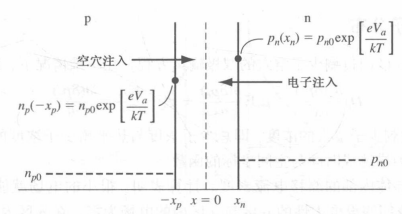 p n
p_n(x_n) = p_{n0}exp[eV_a/kT]
空穴注入
电子注入
n_p(-x_p) = n_{p0}exp[eV_a/kT]
n_{p0}
p_{n0}
-x_p x = 0 x_n